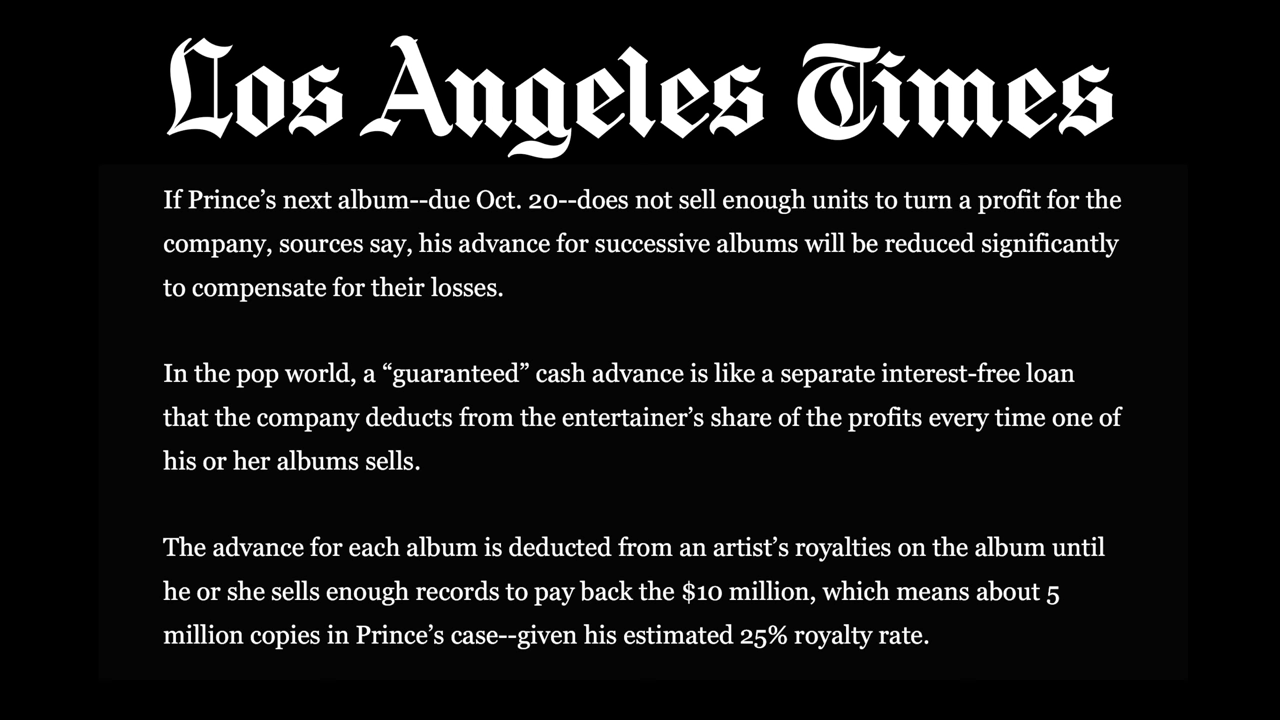 Los Angeles Times
If Prince’s next album--due Oct. 20--does not sell enough units to turn a profit for the
company, sources say, his advance for successive albums will be reduced significantly
to compensate for their losses.
In the pop world, a “guaranteed” cash advance is like a separate interest-free loan
that the company deducts from the entertainer’s share of the profits every time one of
his or her albums sells.
The advance for each album is deducted from an artist’s royalties on the album until
he or she sells enough records to pay back the $10 million, which means about 5
million copies in Prince’s case--given his estimated 25% royalty rate.